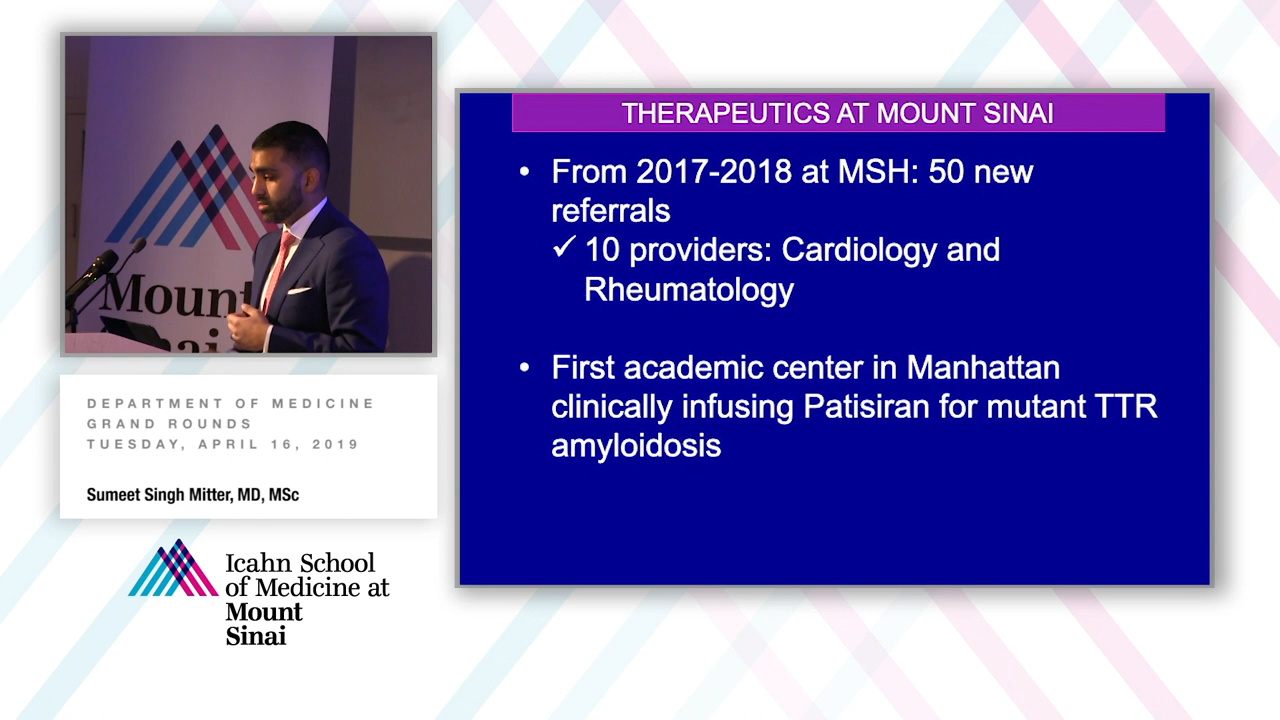 THERAPEUTICS AT MOUNT SINAI
• From 2017-2018 at MSH: 50 new
referrals
✓ 10 providers: Cardiology and
Rheumatology
• First academic center in Manhattan
clinically infusing Patisiran for mutant TTR
amyloidosis
Mount
Sinai
DEPARTMENT OF MEDICINE
GRAND ROUNDS
TUESDAY, APRIL 16, 2019
Sumeet Singh Mitter, MD, MSc
Icahn School
of Medicine at
Mount
Sinai